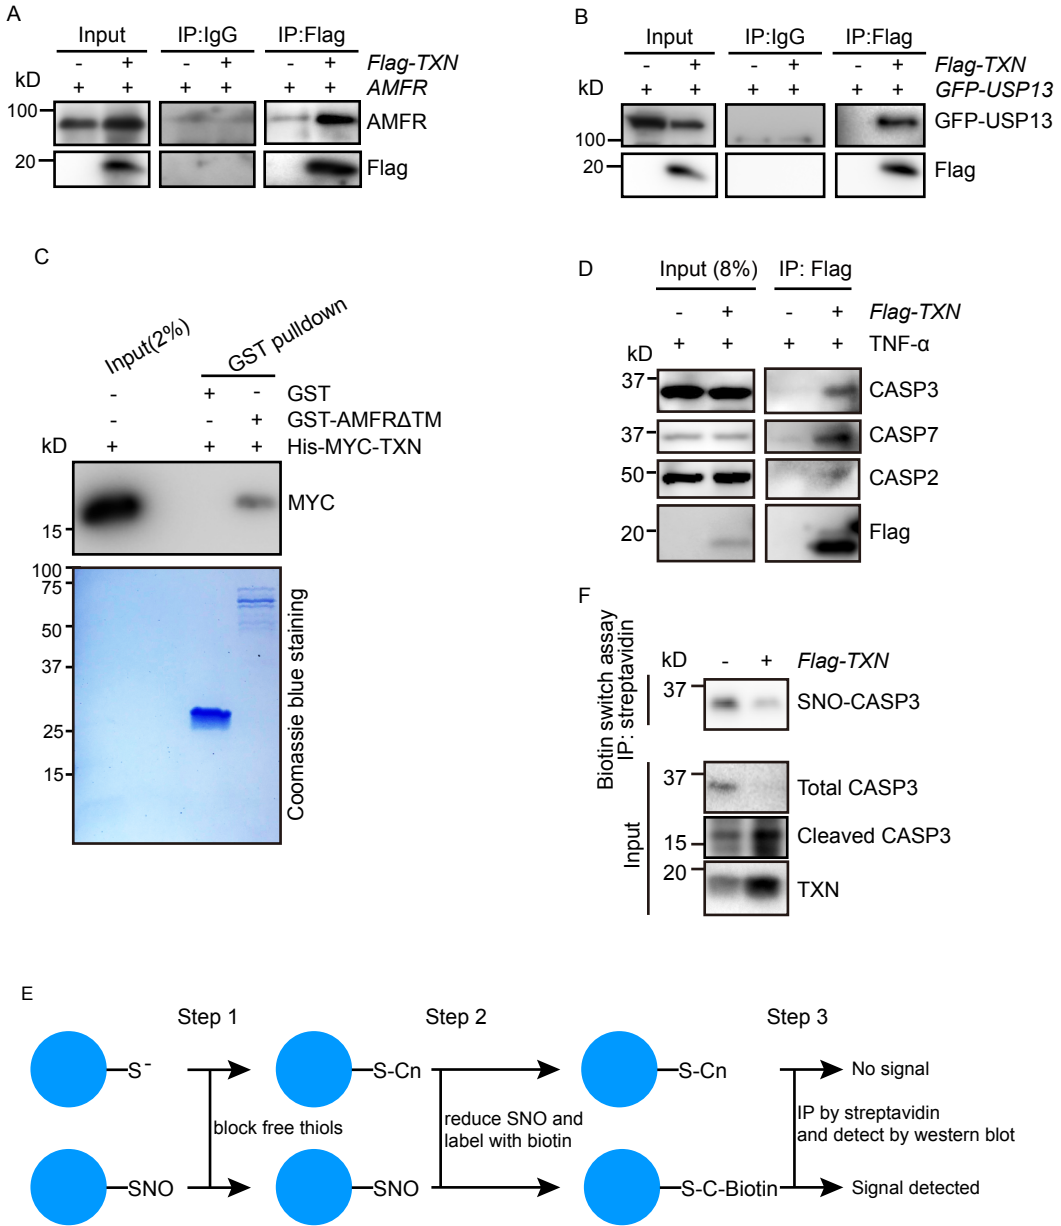 A
Input IP:IgG IP:Flag
- + - + - + Flag-TXN
kD + + + + + + AMFR
100 AMFR
20 Flag
B
Input IP:IgG IP:Flag
- + - + - + Flag-TXN
kD + + + + + + GFP-USP13
GFP-USP13
100
20 Flag
C
Input(2%) GST pulldown
- + - GST
- - + GST-AMFRΔTM
kD + + + His-MYC-TXN
MYC
15
100
75
50
37
25
15
Coomassie blue staining
D
Input (8%) IP: Flag
- + - + Flag-TXN
+ + + + TNF-α
kD
37 CASP3
37 CASP7
50 CASP2
20 Flag
F
Biotin switch assay
IP: streptavidin
kD - + Flag-TXN
37 SNO-CASP3
Input
37 Total CASP3
Cleaved CASP3
15
20 TXN
E
Step 1 Step 2 Step 3
S- S-Cn S-Cn No signal
block free thiols
reduce SNO and
label with biotin
IP by streptavidin
and detect by western blot
SNO SNO S-C-Biotin Signal detected